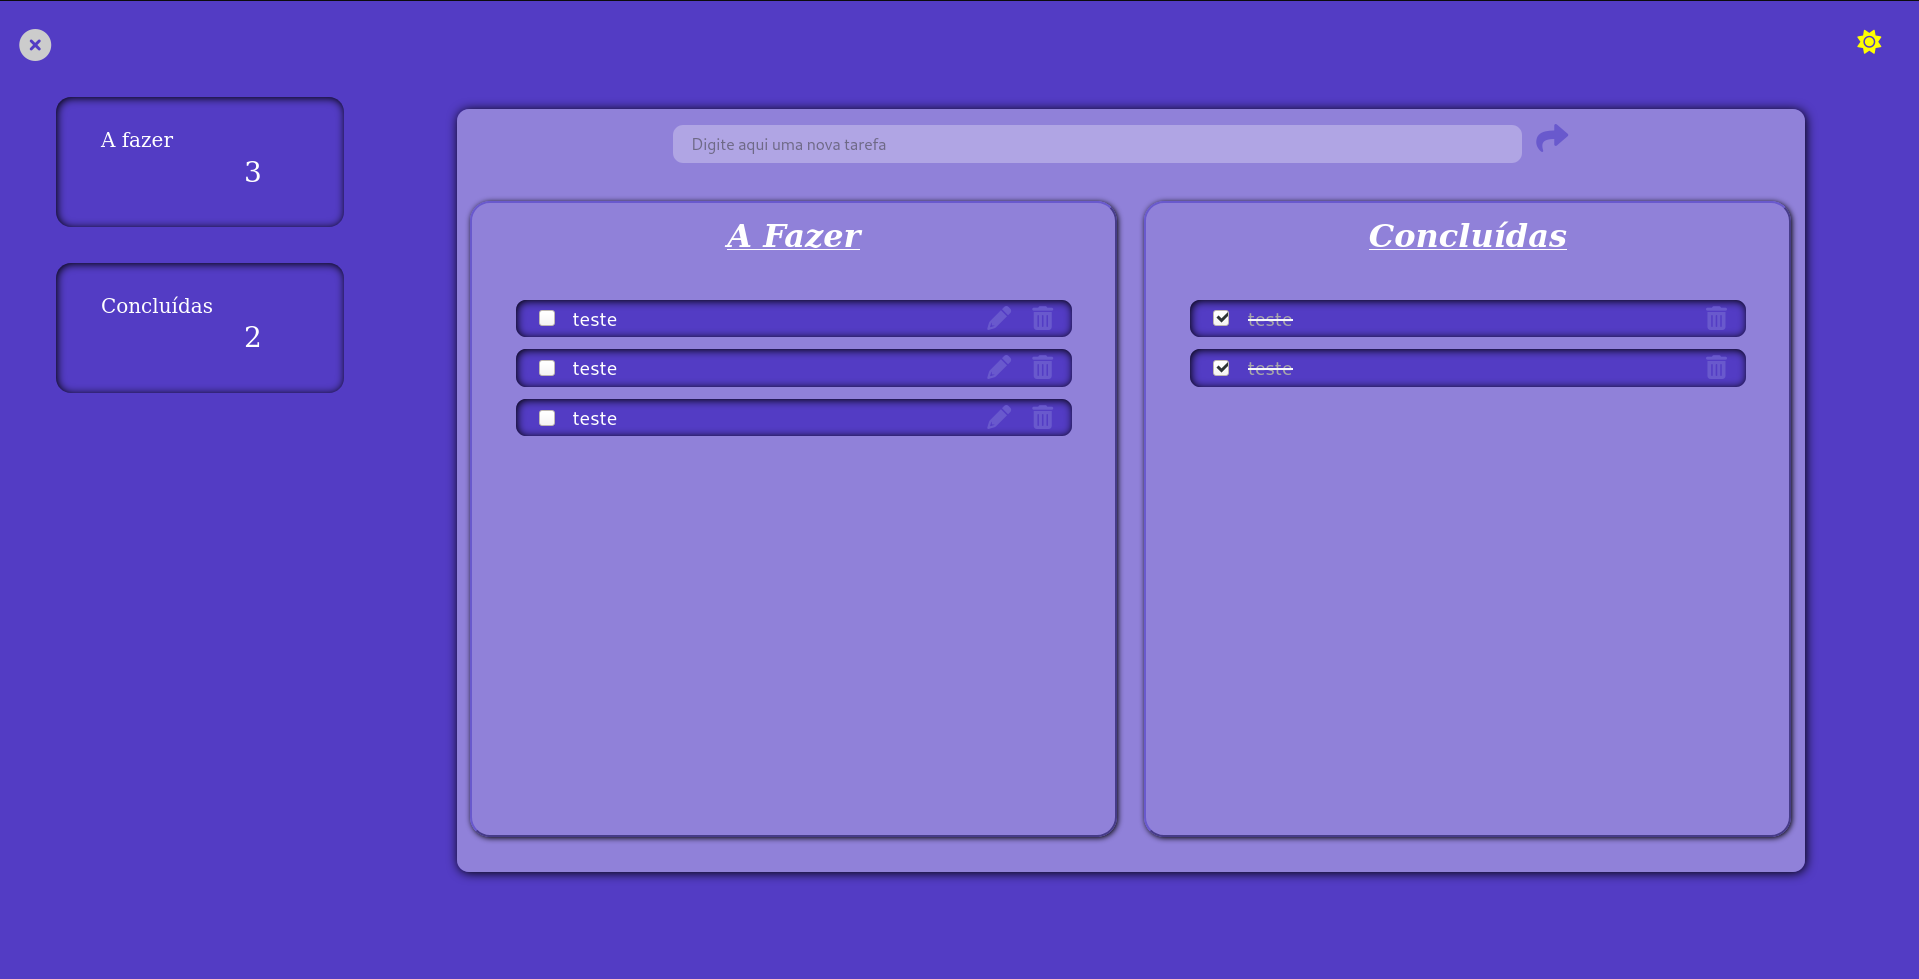 A fazer
3
Concluídas
2
Digite aqui uma nova tarefa
A Fazer
teste
teste
teste
Concluídas
teste
teste